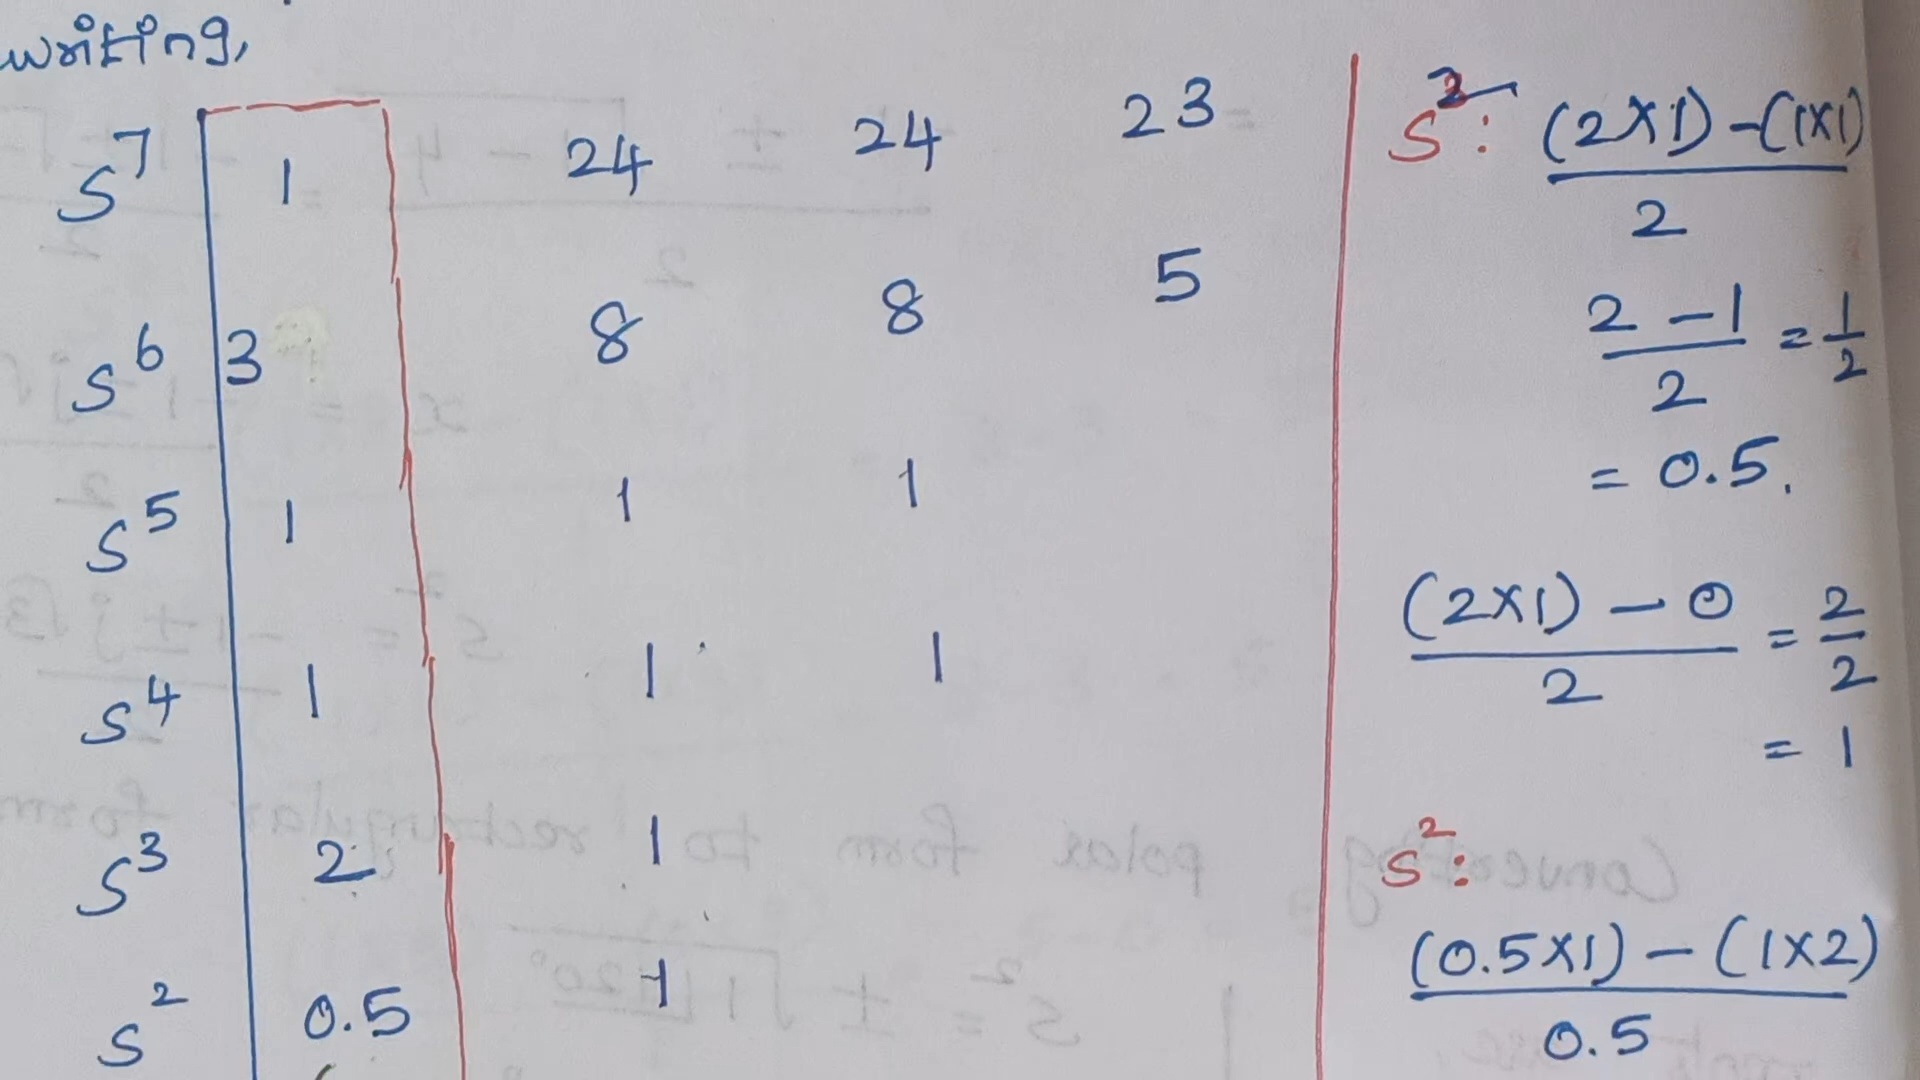 writing,
S⁷ 1 24 24 23
S⁶ 3 8 8 5
S⁵ 1 1 1
S⁴ 1 1 1
S³ 2 1
S² 0.5 1
S²: (2×1)-(1×1)
2
2-1 = 1
2 2
= 0.5.
(2×1) - 0 = 2
2 2
= 1
S²:
(0.5×1) - (1×2)
0.5